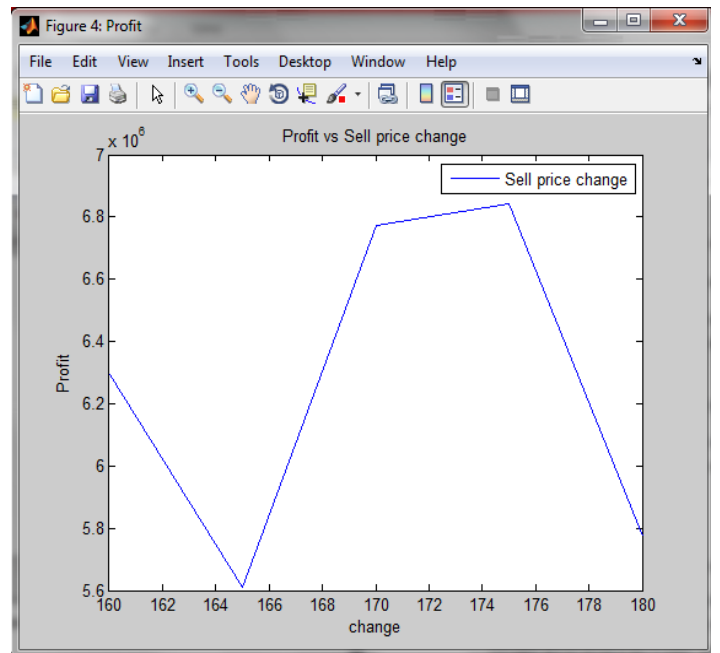 Figure 4: Profit
File Edit View Insert Tools Desktop Window Help
Profit vs Sell price change
x 10^6
7
6.8
6.6
6.4
6.2
6
5.8
5.6
Profit
Sell price change
160 162 164 166 168 170 172 174 176 178 180
change